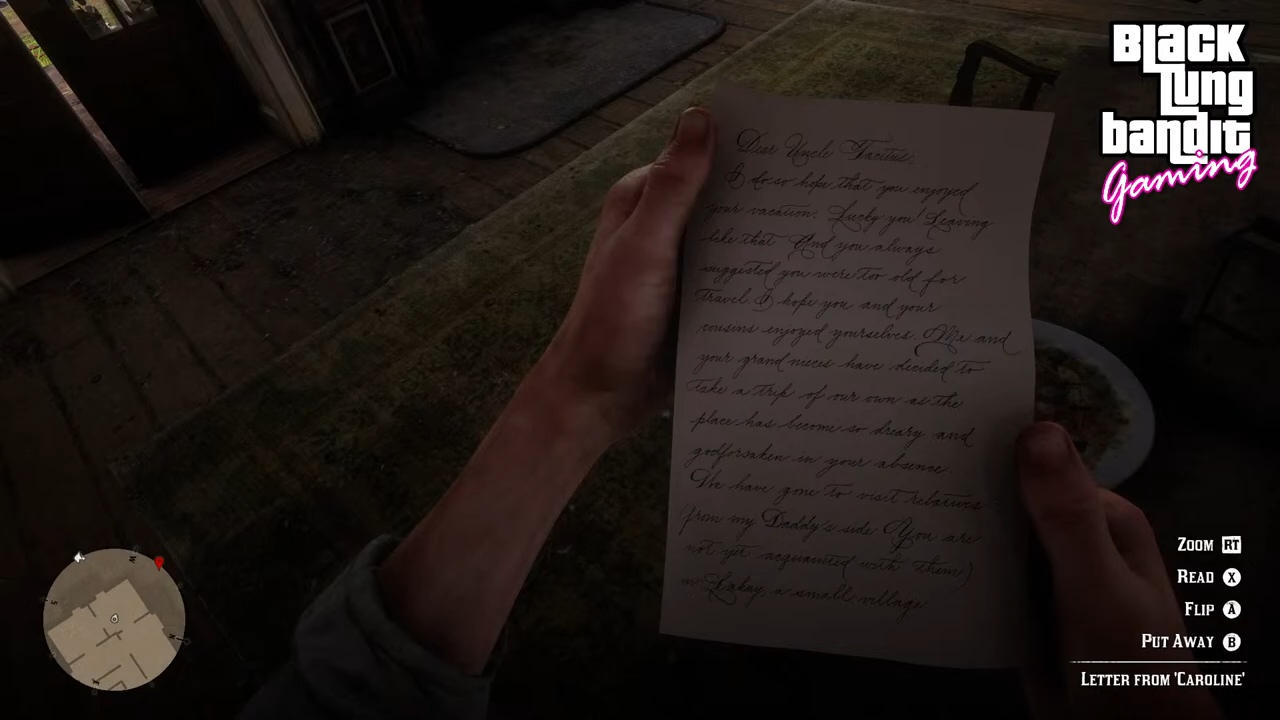 BLACK
LUNG
bandit
Gaming
Dear Uncle Tacitus,
I do so hope that you enjoyed
your vacation. Lucky you! Leaving
like that And you always
suggested you were too old for
travel. I hope you and your
cousins enjoyed yourselves. Me and
your grand nieces have decided to
take a trip of our own as the
place has become so dreary and
godforsaken in your absence.
We have gone to visit relatives
from my Daddy's side (You are
not yet acquainted with them)
in Lakay, a small village
ZOOM RT
READ X
FLIP A
PUT AWAY B
LETTER FROM 'CAROLINE'